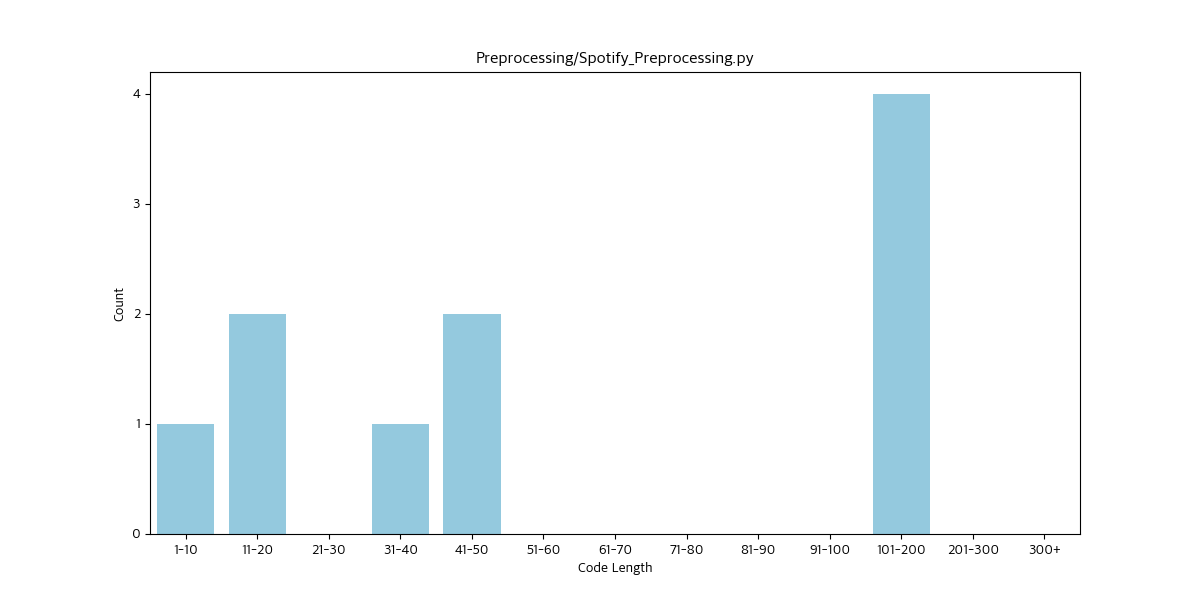 Preprocessing/Spotify_Preprocessing.py
4
3
2
1
0
Count
1-10 11-20 21-30 31-40 41-50 51-60 61-70 71-80 81-90 91-100 101-200 201-300 300+
Code Length